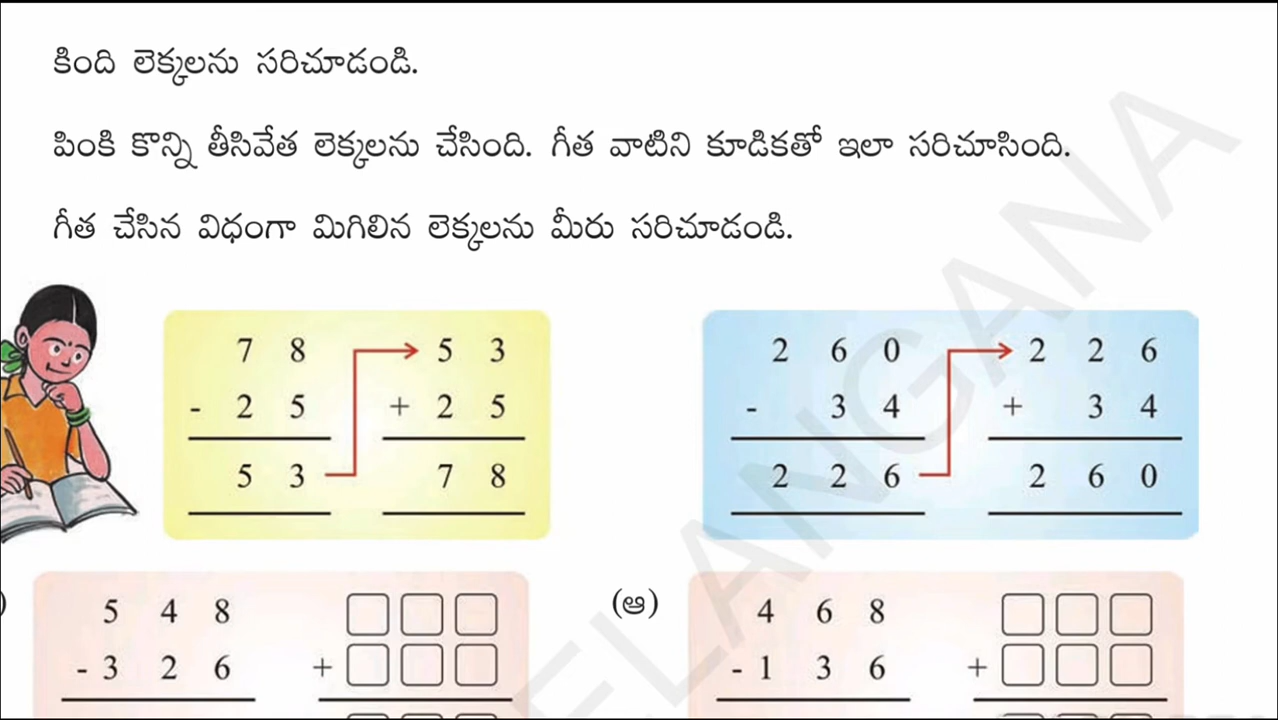 కింది లెక్కలను సరిచూడండి.
పింకి కొన్ని తీసివేత లెక్కలను చేసింది. గీత వాటిని కూడికతో ఇలా సరిచూసింది.
గీత చేసిన విధంగా మిగిలిన లెక్కలను మీరు సరిచూడండి.
7 8 5 3
- 2 5 + 2 5
5 3 7 8
2 6 0 2 2 6
- 3 4 + 3 4
2 2 6 2 6 0
) 5 4 8
- 3 2 6 +
(ఆ) 4 6 8
- 1 3 6 +
ELANGANA